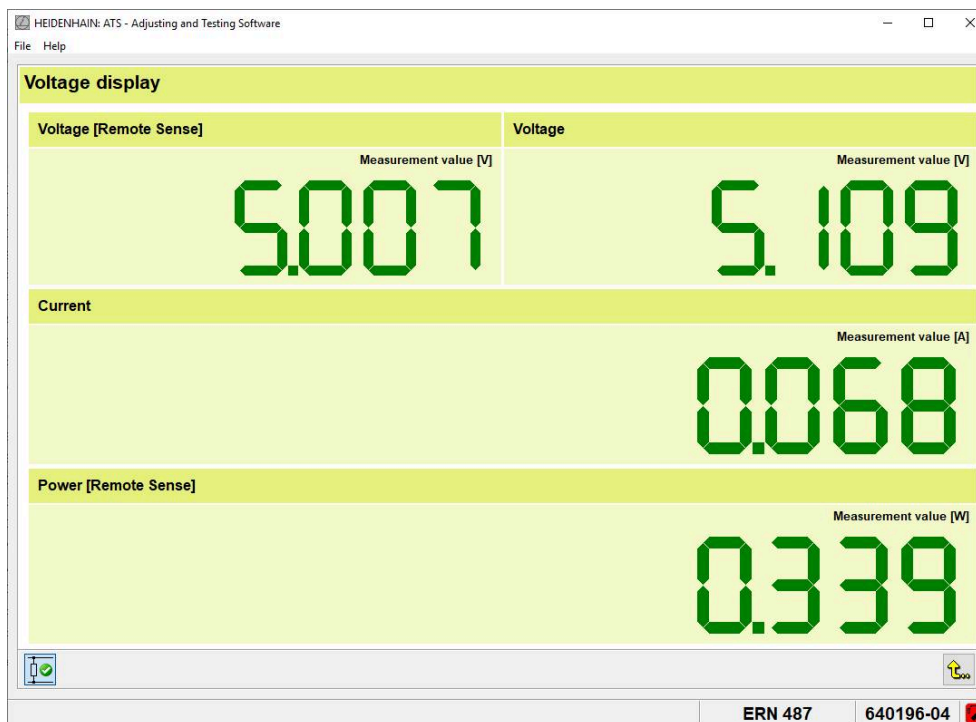 HEIDENHAIN: ATS - Adjusting and Testing Software
File Help
Voltage display
Voltage [Remote Sense] Voltage
Measurement value [V] Measurement value [V]
5.007 5.109
Current
Measurement value [A]
0.068
Power [Remote Sense]
Measurement value [W]
0.339
ERN 487 640196-04